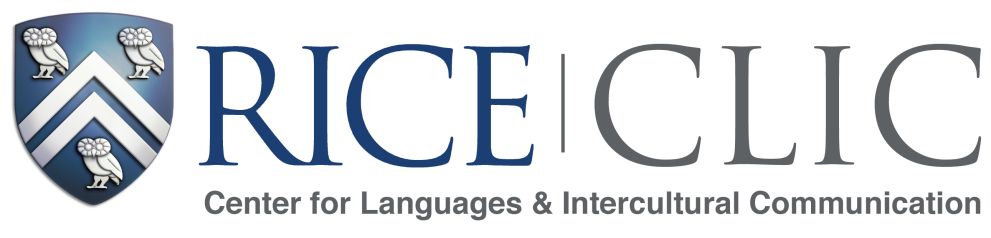 RICE | CLIC
Center for Languages & Intercultural Communication